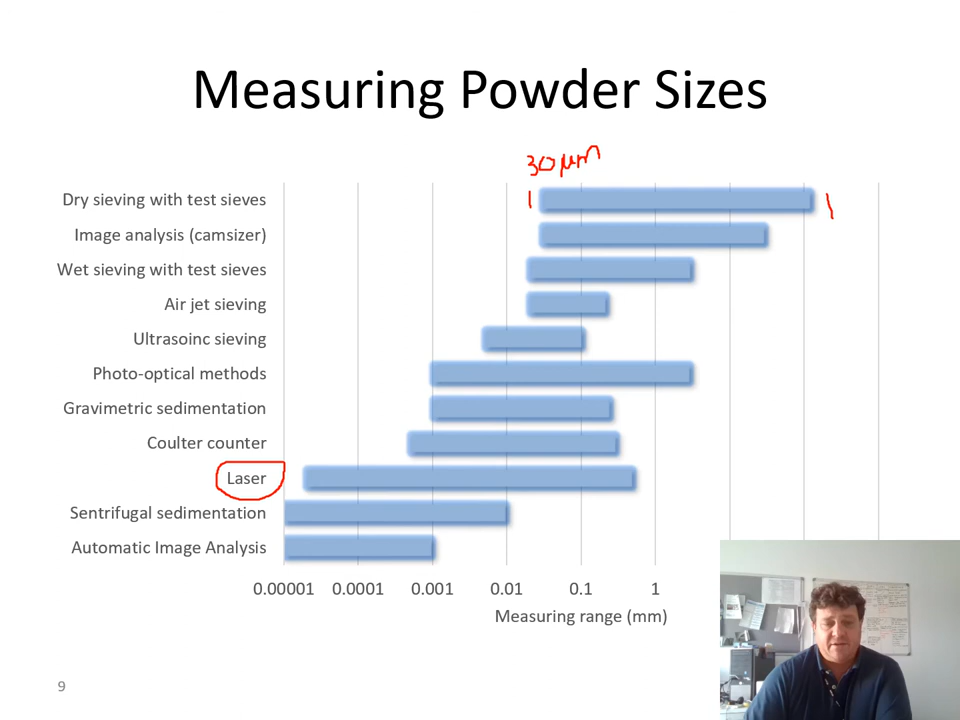 Measuring Powder Sizes
30 μm
Dry sieving with test sieves
Image analysis (camsizer)
Wet sieving with test sieves
Air jet sieving
Ultrasoinc sieving
Photo-optical methods
Gravimetric sedimentation
Coulter counter
Laser
Sentrifugal sedimentation
Automatic Image Analysis
0.00001 0.0001 0.001 0.01 0.1 1
Measuring range (mm)
9